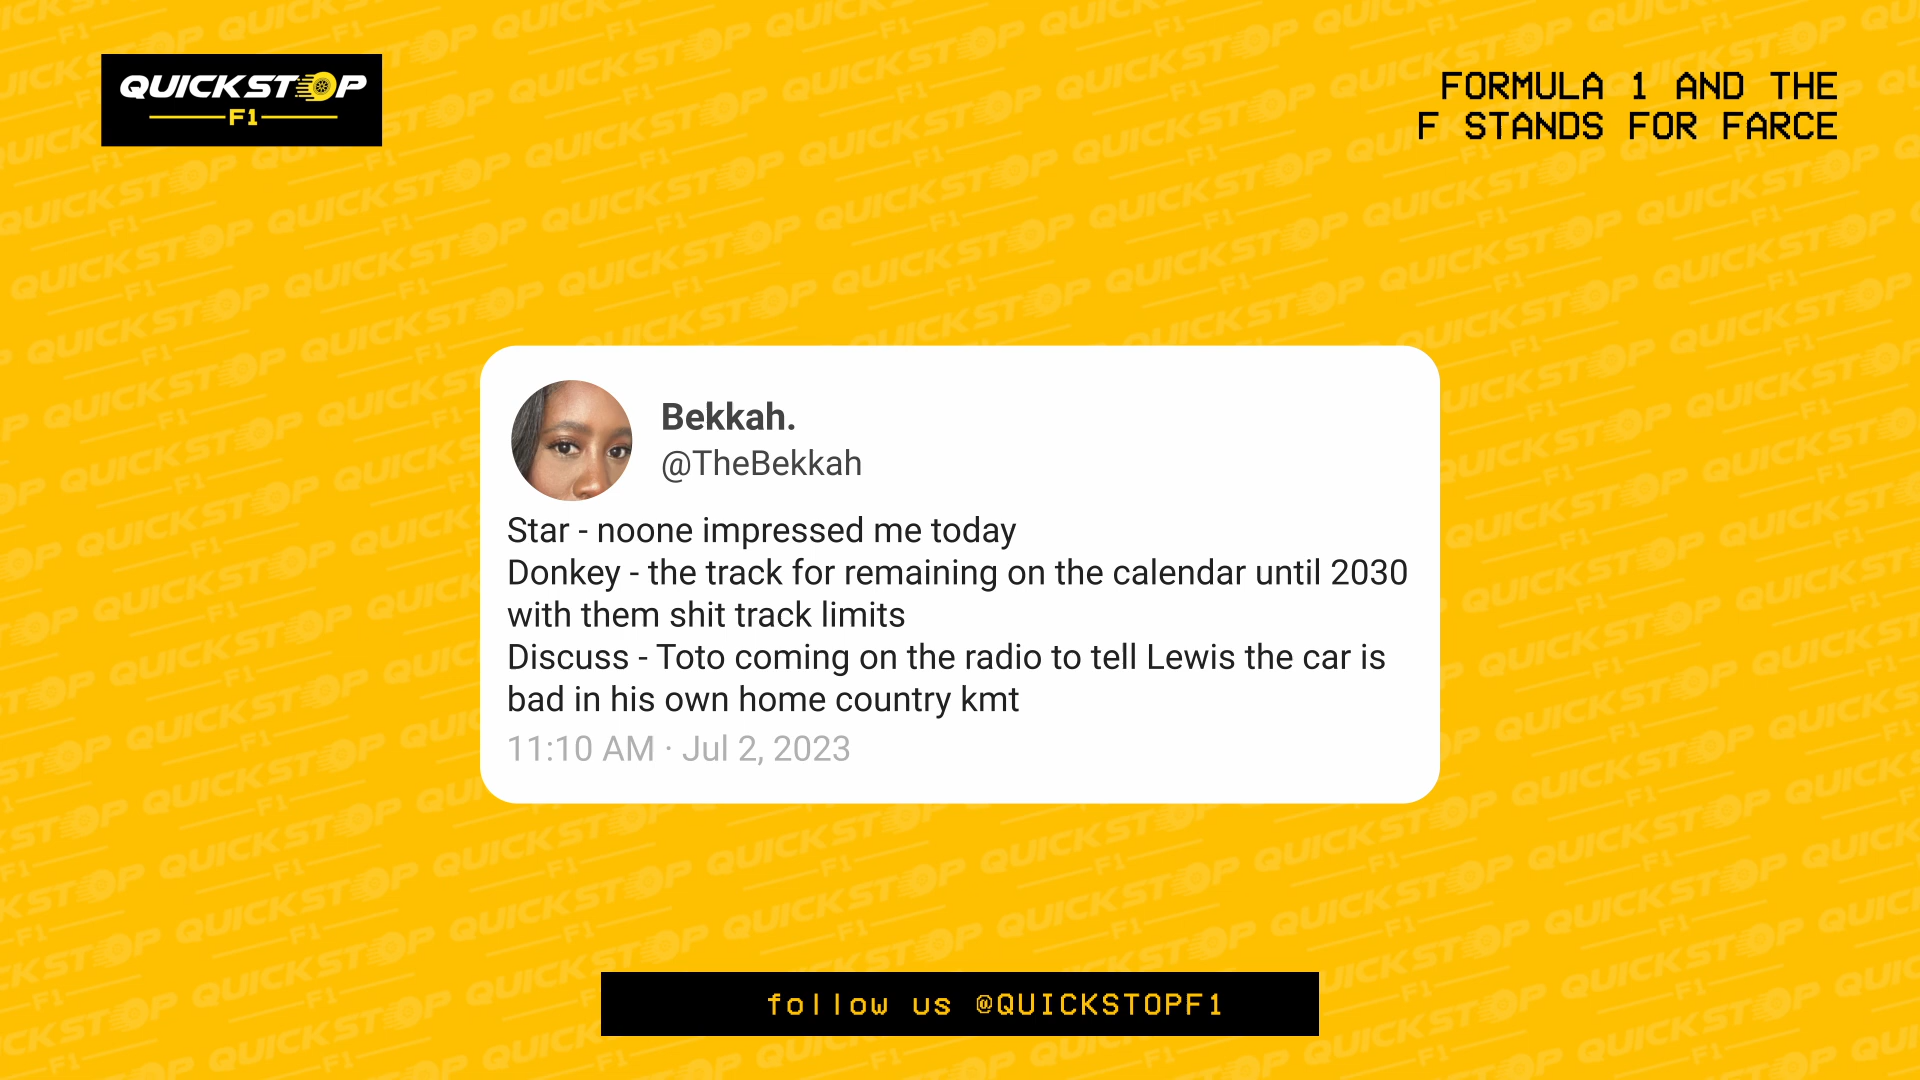 QUICKSTOP
F1
FORMULA 1 AND THE
F STANDS FOR FARCE
Bekkah.
@TheBekkah
Star - noone impressed me today
Donkey - the track for remaining on the calendar until 2030
with them shit track limits
Discuss - Toto coming on the radio to tell Lewis the car is
bad in his own home country kmt
11:10 AM · Jul 2, 2023
follow us @QUICKSTOPF1